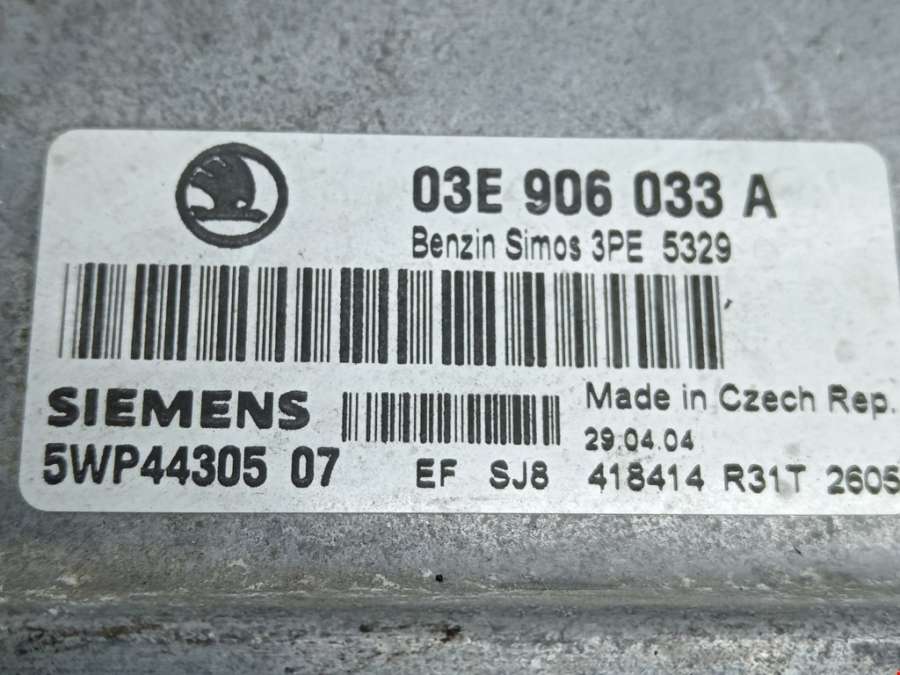 03E 906 033 A
Benzin Simos 3PE 5329
SIEMENS
Made in Czech Rep.
29.04.04
5WP44305 07
EF SJ8 418414 R31T 2605